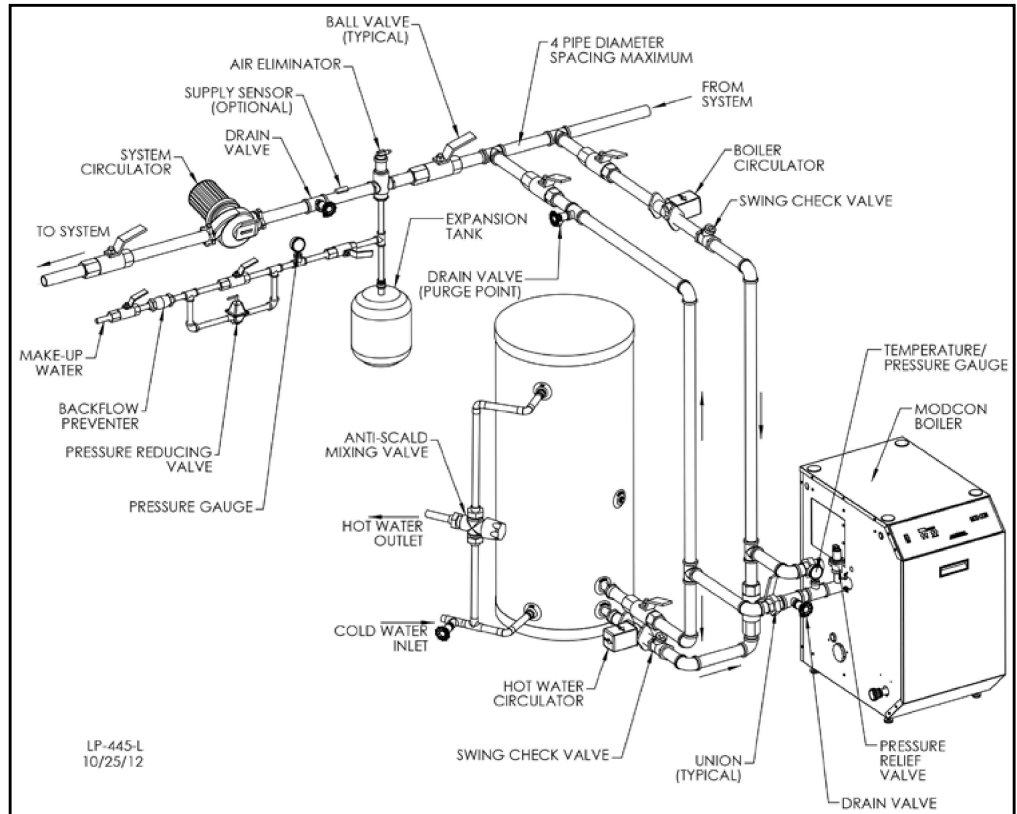 BALL VALVE
(TYPICAL)
4 PIPE DIAMETER
SPACING MAXIMUM
AIR ELIMINATOR
FROM
SYSTEM
SUPPLY SENSOR
(OPTIONAL)
DRAIN
VALVE
BOILER
CIRCULATOR
SYSTEM
CIRCULATOR
SWING CHECK VALVE
TO SYSTEM
EXPANSION
TANK
DRAIN VALVE
(PURGE POINT)
MAKE-UP
WATER
TEMPERATURE/
PRESSURE GAUGE
BACKFLOW
PREVENTER
MODCON
BOILER
PRESSURE REDUCING
VALVE
ANTI-SCALD
MIXING VALVE
PRESSURE GAUGE
HOT WATER
OUTLET
COLD WATER
INLET
HOT WATER
CIRCULATOR
SWING CHECK VALVE
UNION
(TYPICAL)
PRESSURE
RELIEF
VALVE
DRAIN VALVE
LP-445-L
10/25/12